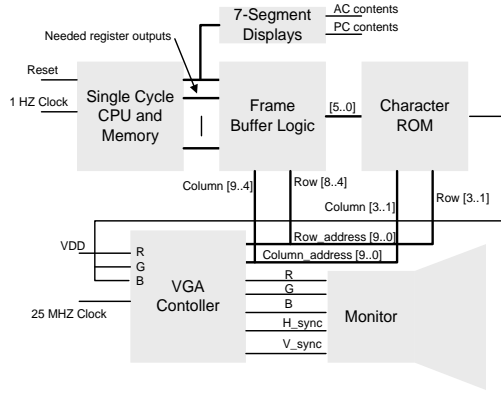 7-Segment
Displays
AC contents
PC contents
Needed register outputs
Reset
1 HZ Clock
Single Cycle
CPU and
Memory
Frame
Buffer Logic
[5..0]
Character
ROM
Column [9..4]
Row [8..4]
Column [3..1]
Row [3..1]
Row_address [9..0]
Column_address [9..0]
VDD
R
G
B
VGA
Contoller
25 MHZ Clock
R
G
B
H_sync
V_sync
Monitor